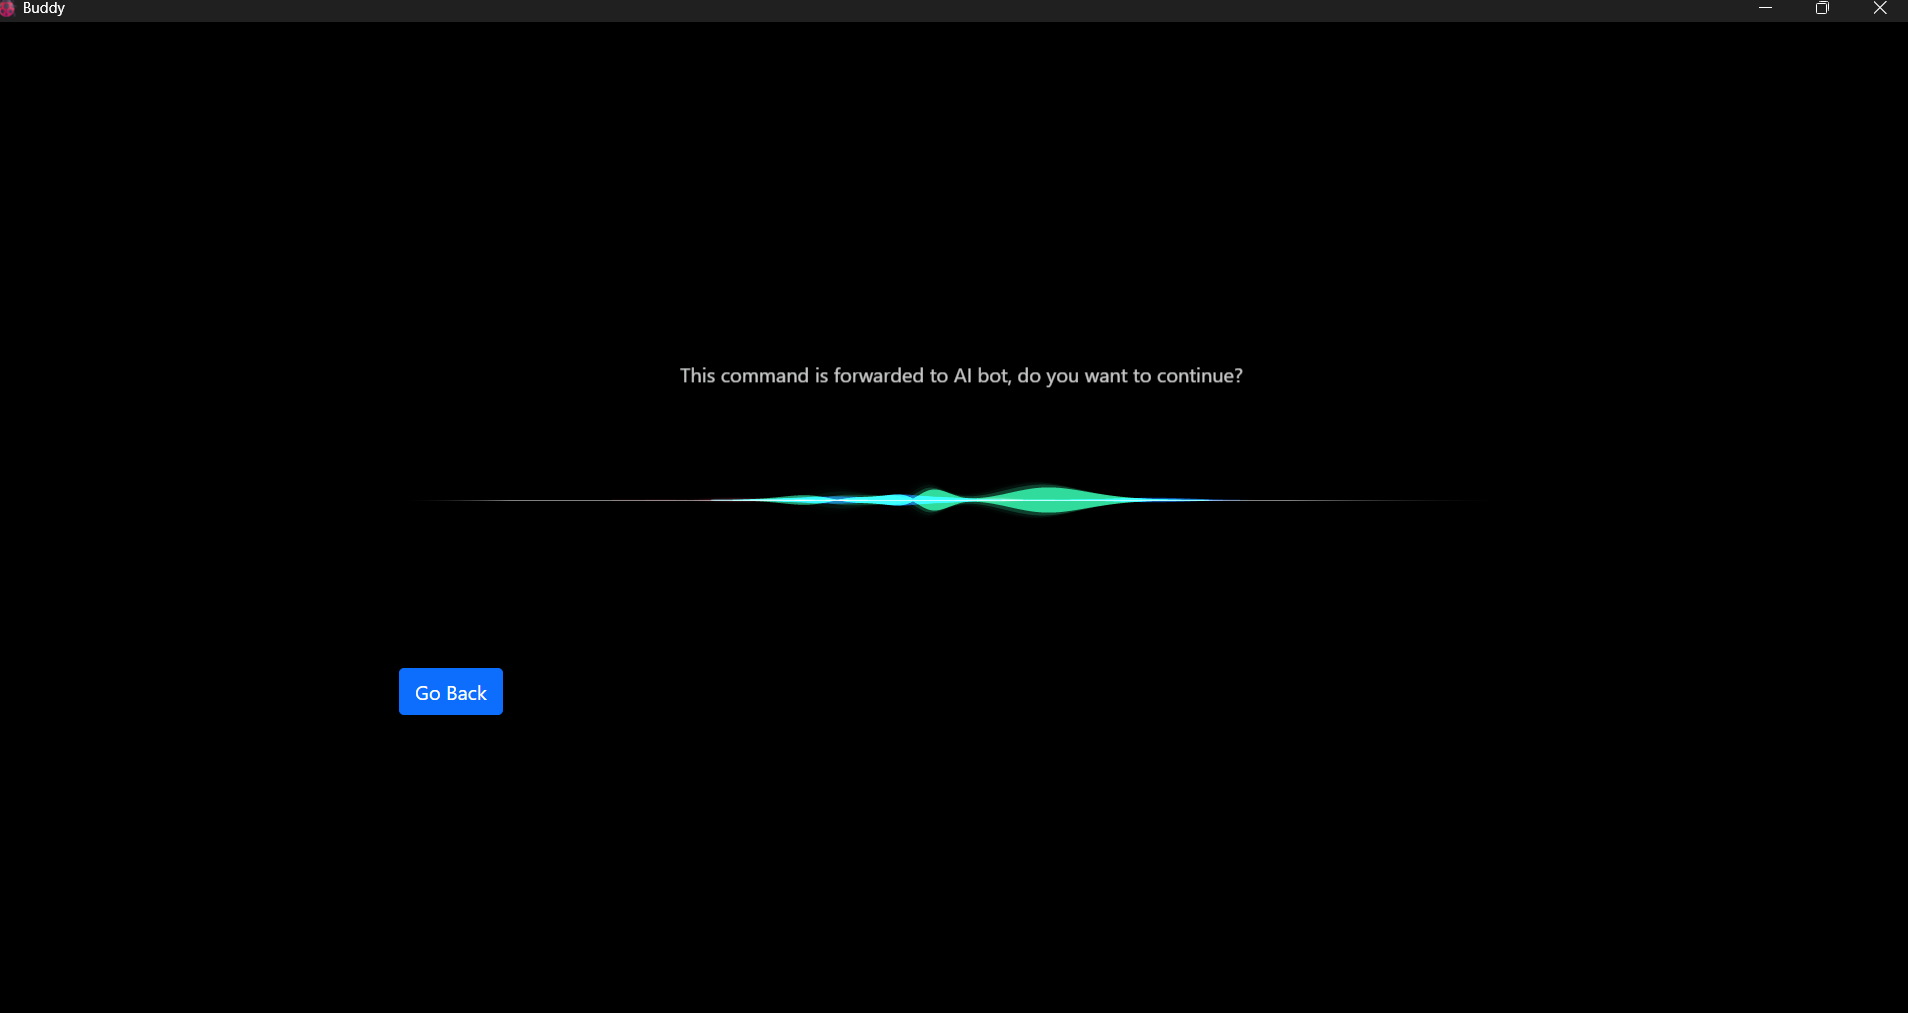 Buddy
This command is forwarded to AI bot, do you want to continue?
Go Back